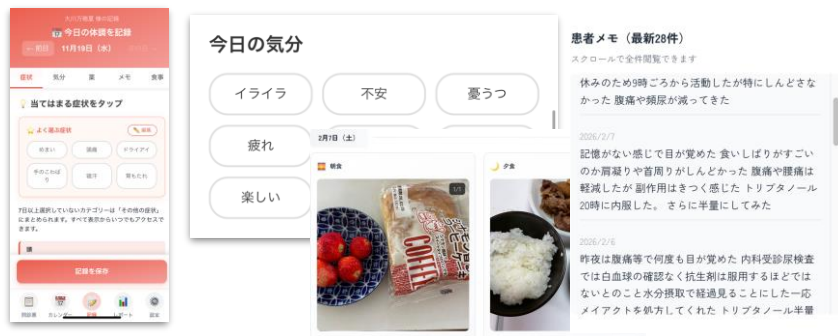 今日の体調を記録
11月19日（水）
症状
気分
薬
メモ
食事
当てはまる症状をタップ
よく選ぶ症状
編集
めまい
頭痛
ドライアイ
手のこわばり
寝汗
胃もたれ
7日以上選択していないカテゴリーは「その他の症状」
にまとめられます。すべて表示からいつでもアクセスで
きます。
頭
記録を保存
カレンダー
記録
レポート
設定
今日の気分
イライラ
不安
憂うつ
疲れ
楽しい
2月7日（土）
朝食
1/1
COFFEE
夕食
患者メモ（最新28件）
スクロールで全件閲覧できます
休みのため9時ごろから活動したが特にしんどさな
かった 腹痛や頻尿が減ってきた
2026/2/7
記憶がない感じで目が覚めた 食いしばりがすごい
のか肩凝りや首周りがしんどかった 腹痛や腰痛は
軽減したが 副作用はきつく感じた トリプタノール
20時に内服した。 さらに半量にしてみた
2026/2/6
昨夜は腹痛等で何度も目が覚めた 内科受診尿検査
では白血球の確認なく抗生剤は服用するほどでは
ないとのこと水分摂取で経過見ることにした一応
メイアクトを処方してくれた トリプタノール半量